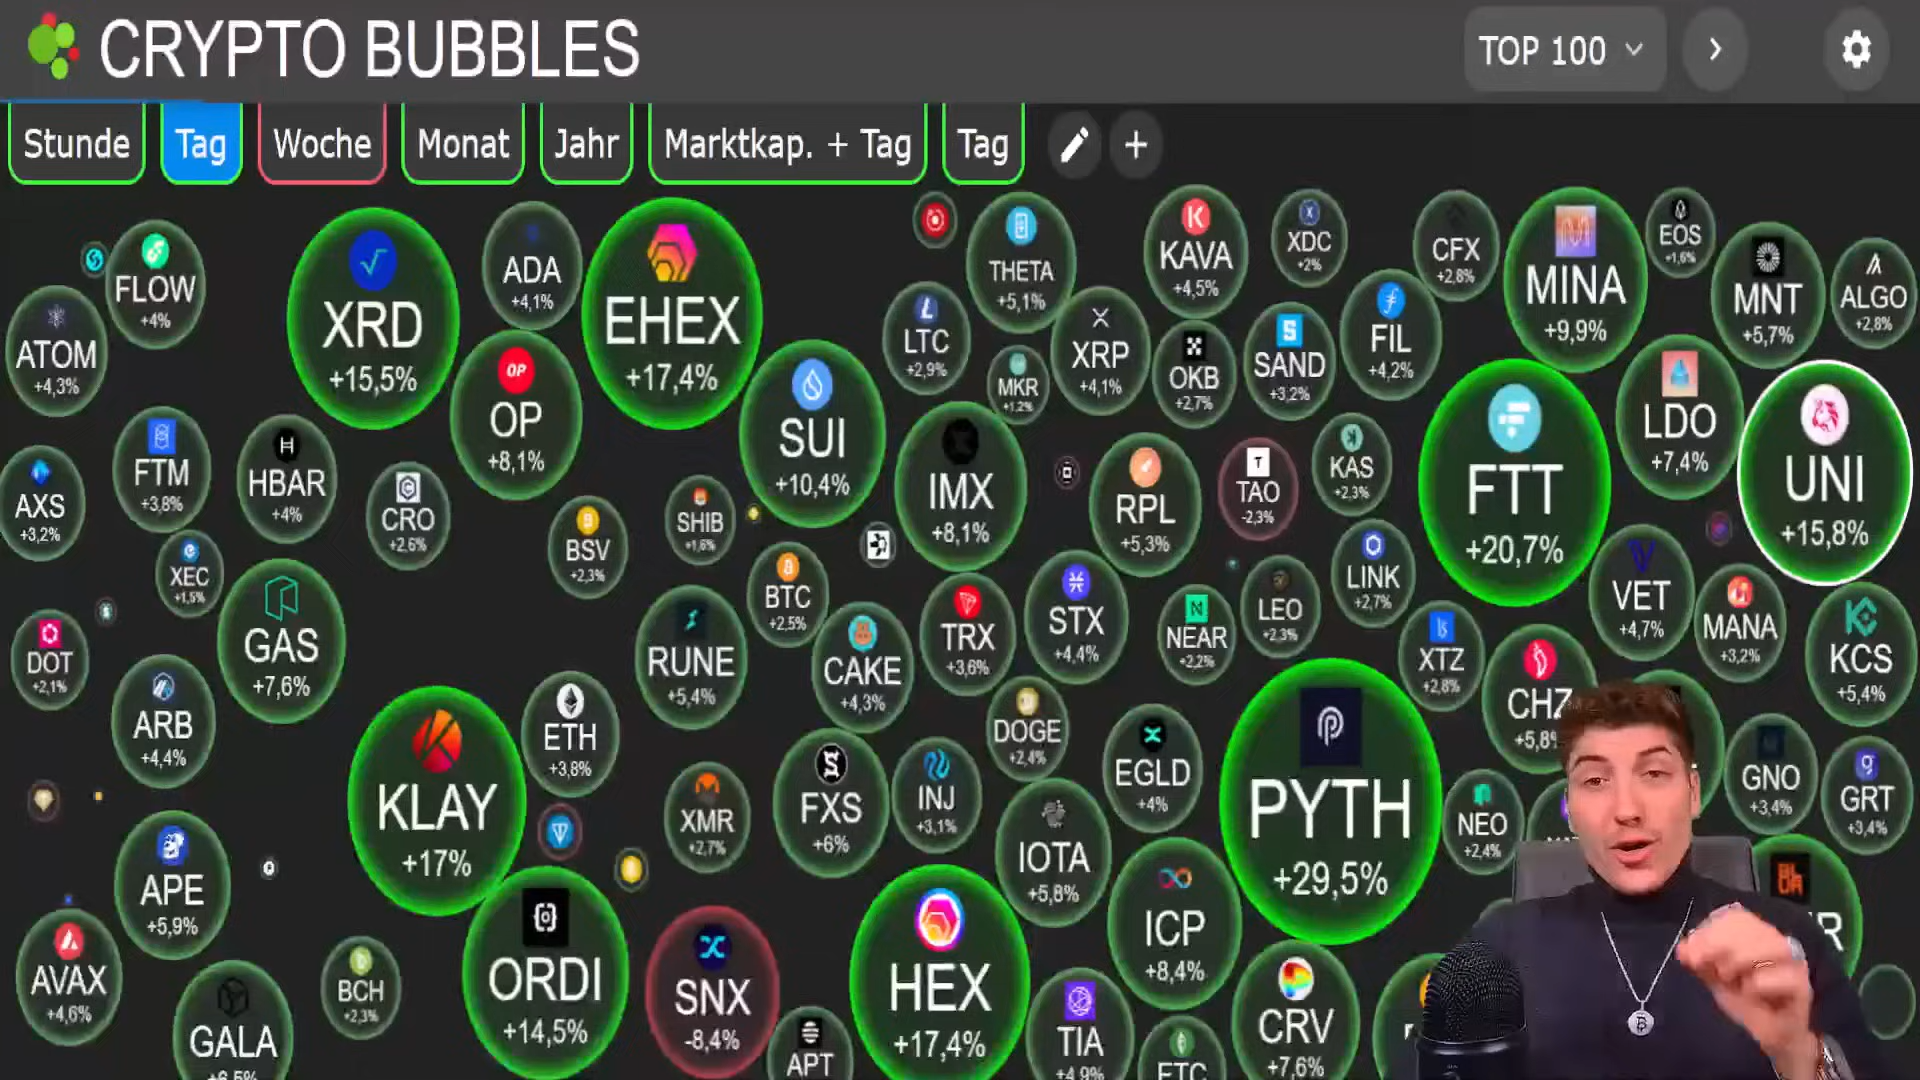 CRYPTO BUBBLES
TOP 100
Stunde
Tag
Woche
Monat
Jahr
Marktkap. + Tag
Tag
FLOW
+4%
ATOM
+4,3%
XRD
+15,5%
ADA
+4,1%
EHEX
+17,4%
OP
+8,1%
SUI
+10,4%
LTC
+2,9%
THETA
+5,1%
MKR
+1,2%
XRP
+4,1%
KAVA
+4,5%
OKB
+2,7%
XDC
+2%
SAND
+3,2%
FIL
+4,2%
CFX
+2,8%
MINA
+9,9%
EOS
+1,6%
MNT
+5,7%
ALGO
+2,8%
AXS
+3,2%
FTM
+3,8%
HBAR
+4%
CRO
+2,6%
XEC
+1,5%
BSV
+2,3%
SHIB
+1,6%
IMX
+8,1%
RPL
+5,3%
TAO
-2,3%
KAS
+2,3%
FTT
+20,7%
LDO
+7,4%
UNI
+15,8%
DOT
+2,1%
GAS
+7,6%
ARB
+4,4%
RUNE
+5,4%
BTC
+2,5%
CAKE
+4,3%
TRX
+3,6%
STX
+4,4%
NEAR
+2,2%
LEO
+2,3%
LINK
+2,7%
XTZ
+2,8%
VET
+4,7%
MANA
+3,2%
KCS
+5,4%
KLAY
+17%
ETH
+3,8%
XMR
+2,7%
FXS
+6%
INJ
+3,1%
DOGE
+2,4%
EGLD
+4%
PYTH
+29,5%
CHZ
+5,8%
NEO
+2,4%
GNO
+3,4%
GRT
+3,4%
APE
+5,9%
AVAX
+4,6%
GALA
+6,5%
BCH
+2,3%
ORDI
+14,5%
SNX
-8,4%
APT
HEX
+17,4%
IOTA
+5,8%
ICP
+8,4%
TIA
+4,9%
ETC
CRV
+7,6%